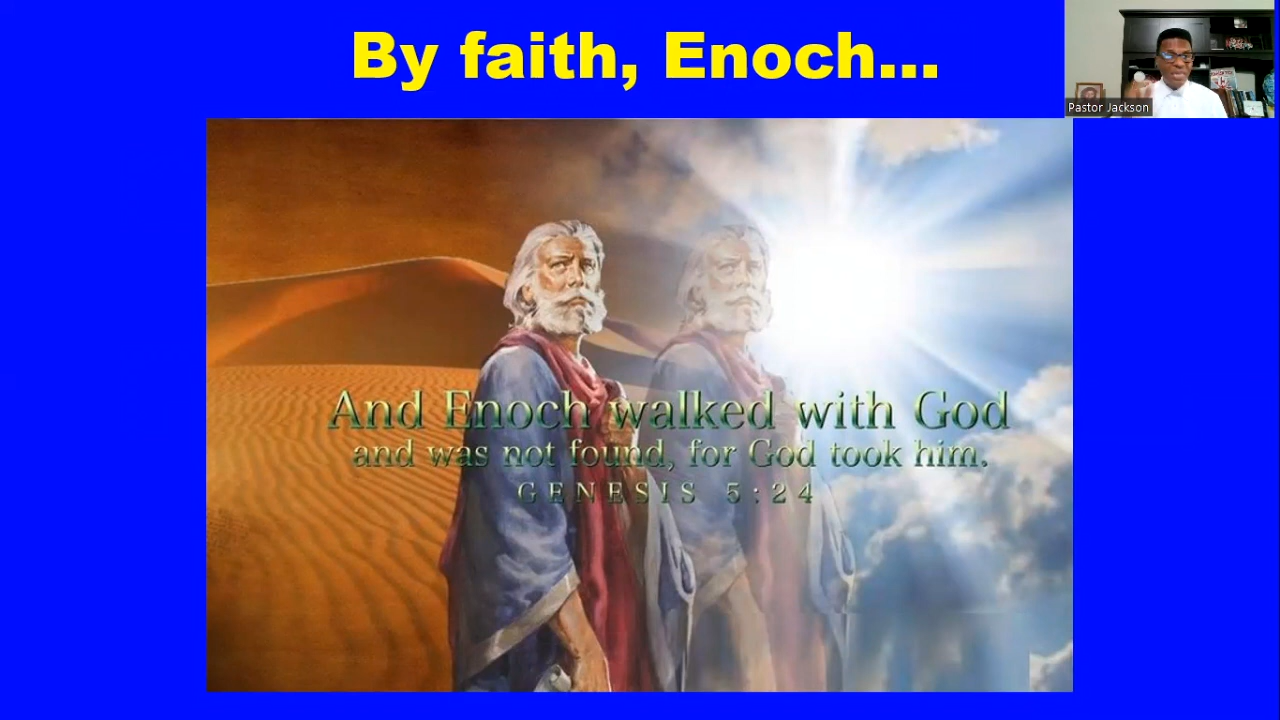 By faith, Enoch...
Pastor Jackson
And Enoch walked with God
and was not found, for God took him.
GENESIS 5:24